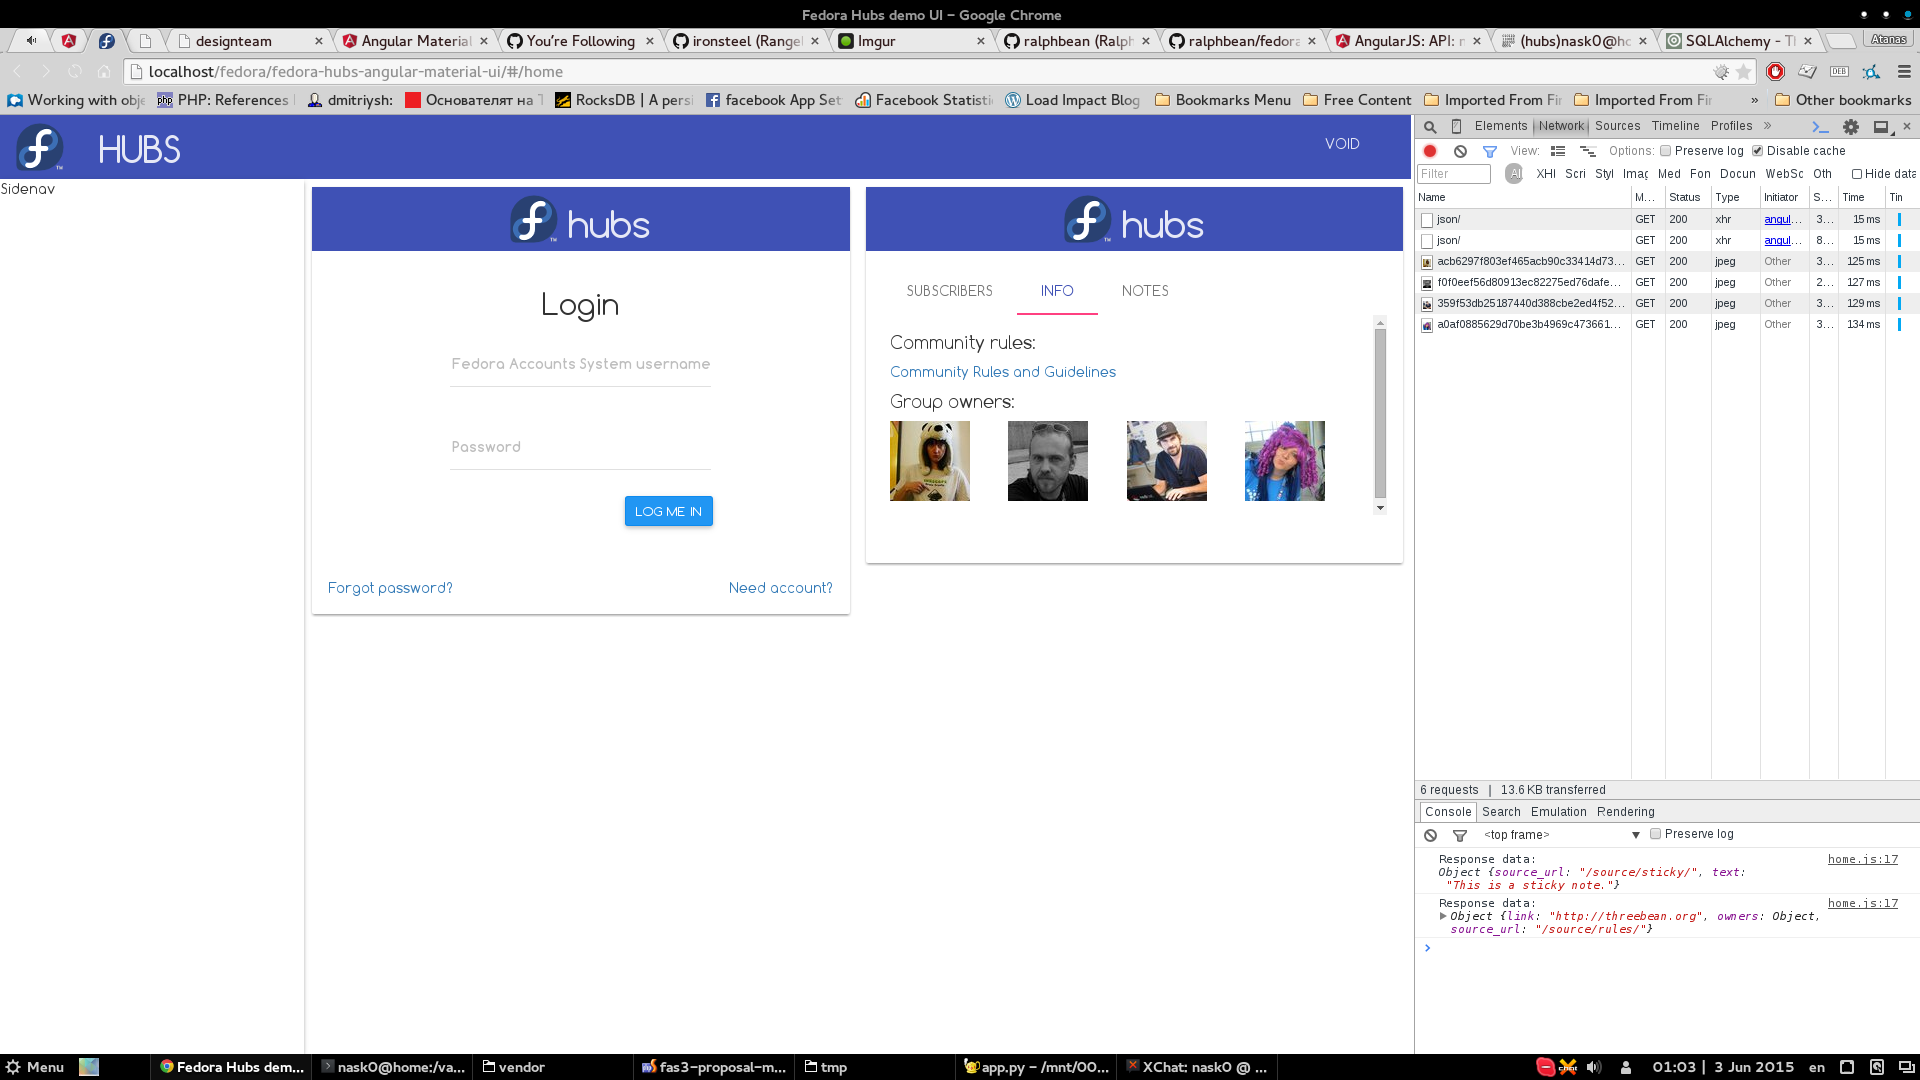 Fedora Hubs demo UI - Google Chrome
designteam
Angular Material
You're Following
ironsteel (Range
Imgur
ralphbean (Ralph
ralphbean/fedora
AngularJS: API: n
(hubs)nask0@ho
SQLAlchemy - Th
Atanas
localhost/fedora/fedora-hubs-angular-material-ui/#/home
Working with obje
PHP: References
dmitriysh:
Основателят на
RocksDB | A persi
facebook App Set
Facebook Statisti
Load Impact Blog
Bookmarks Menu
Free Content
Imported From Fir
Imported From Fir
»
Other bookmarks
HUBS
VOID
Sidenav
hubs
Login
Fedora Accounts System username
Password
LOG ME IN
Forgot password?
Need account?
hubs
SUBSCRIBERS INFO NOTES
Community rules:
Community Rules and Guidelines
Group owners:
Elements Network Sources Timeline Profiles »
View: Options: Preserve log Disable cache
Filter All XHI Scri Styl Imag Med Fon Docun WebSc Oth Hide data
Name M... Status Type Initiator S... Time Tin
json/ GET 200 xhr angul... 3... 15 ms
json/ GET 200 xhr angul... 8... 15 ms
acb6297f803ef465acb90c33414d73... GET 200 jpeg Other 3... 125 ms
f0f0eef56d80913ec82275ed76dafe... GET 200 jpeg Other 2... 127 ms
359f53db25187440d388cbe2ed4f52... GET 200 jpeg Other 3... 129 ms
a0af0885629d70be3b4969c473661... GET 200 jpeg Other 3... 134 ms
6 requests | 13.6 KB transferred
Console Search Emulation Rendering
<top frame> Preserve log
Response data: home.js:17
Object {source_url: "/source/sticky/", text:
"This is a sticky note."}
Response data: home.js:17
Object {link: "http://threebean.org", owners: Object,
source_url: "/source/rules/"}
Menu
Fedora Hubs dem...
nask0@home:/va...
vendor
fas3-proposal-m...
tmp
app.py - /mnt/00...
XChat: nask0 @ ...
01:03 | 3 Jun 2015 en